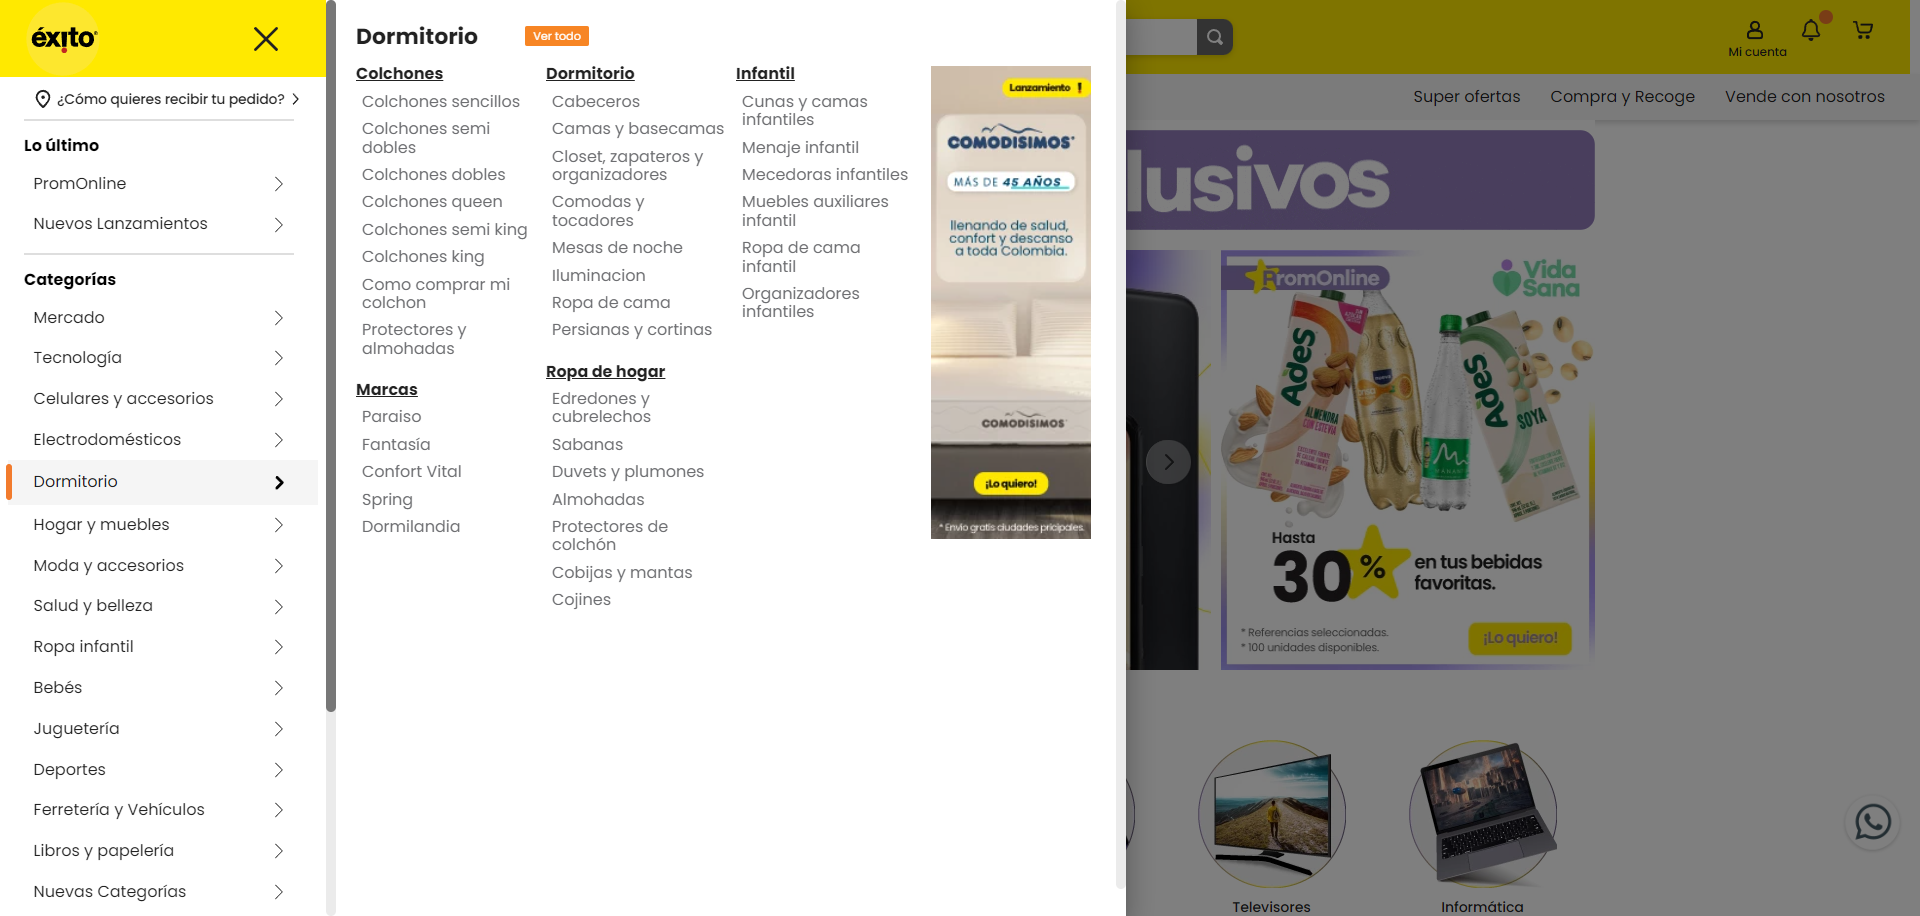 éxito
¿Cómo quieres recibir tu pedido?
Lo último
PromOnline
Nuevos Lanzamientos
Categorías
Mercado
Tecnología
Celulares y accesorios
Electrodomésticos
Dormitorio
Hogar y muebles
Moda y accesorios
Salud y belleza
Ropa infantil
Bebés
Juguetería
Deportes
Ferretería y Vehículos
Libros y papelería
Nuevas Categorías
Dormitorio
Ver todo
Colchones
Colchones sencillos
Colchones semi
dobles
Colchones dobles
Colchones queen
Colchones semi king
Colchones king
Como comprar mi
colchon
Protectores y
almohadas
Marcas
Paraiso
Fantasía
Confort Vital
Spring
Dormilandia
Dormitorio
Cabeceros
Camas y basecamas
Closet, zapateros y
organizadores
Comodas y
tocadores
Mesas de noche
Iluminacion
Ropa de cama
Persianas y cortinas
Ropa de hogar
Edredones y
cubrelechos
Sabanas
Duvets y plumones
Almohadas
Protectores de
colchón
Cobijas y mantas
Cojines
Infantil
Cunas y camas
infantiles
Menaje infantil
Mecedoras infantiles
Muebles auxiliares
infantil
Ropa de cama
infantil
Organizadores
infantiles
Lanzamiento !
COMODISIMOS
MÁS DE 45 AÑOS
llenando de salud,
confort y descanso
a toda Colombia.
COMODISIMOS
¡Lo quiero!
* Envio gratis ciudades pricipales.
Mi cuenta
Super ofertas
Compra y Recoge
Vende con nosotros
lusivos
PromOnline
Vida
Sana
AdeS
ALMENDRA
CON ESTEVIA
AdeS
SOYA
Hasta
30%
en tus bebidas
favoritas.
* Referencias seleccionadas.
* 100 unidades disponibles.
¡Lo quiero!
Televisores
Informática